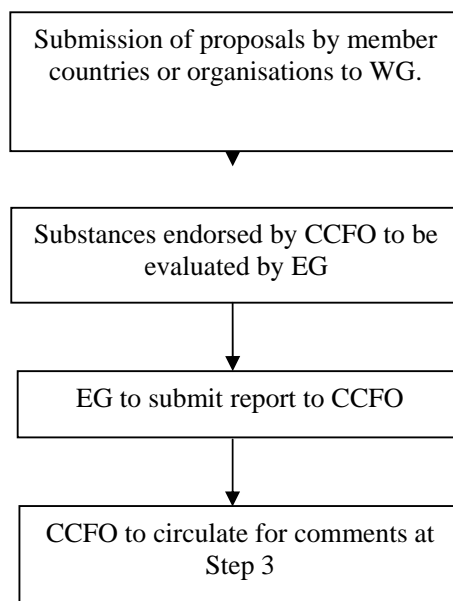 Submission of proposals by member
countries or organisations to WG.
Substances endorsed by CCFO to be
evaluated by EG
EG to submit report to CCFO
CCFO to circulate for comments at
Step 3